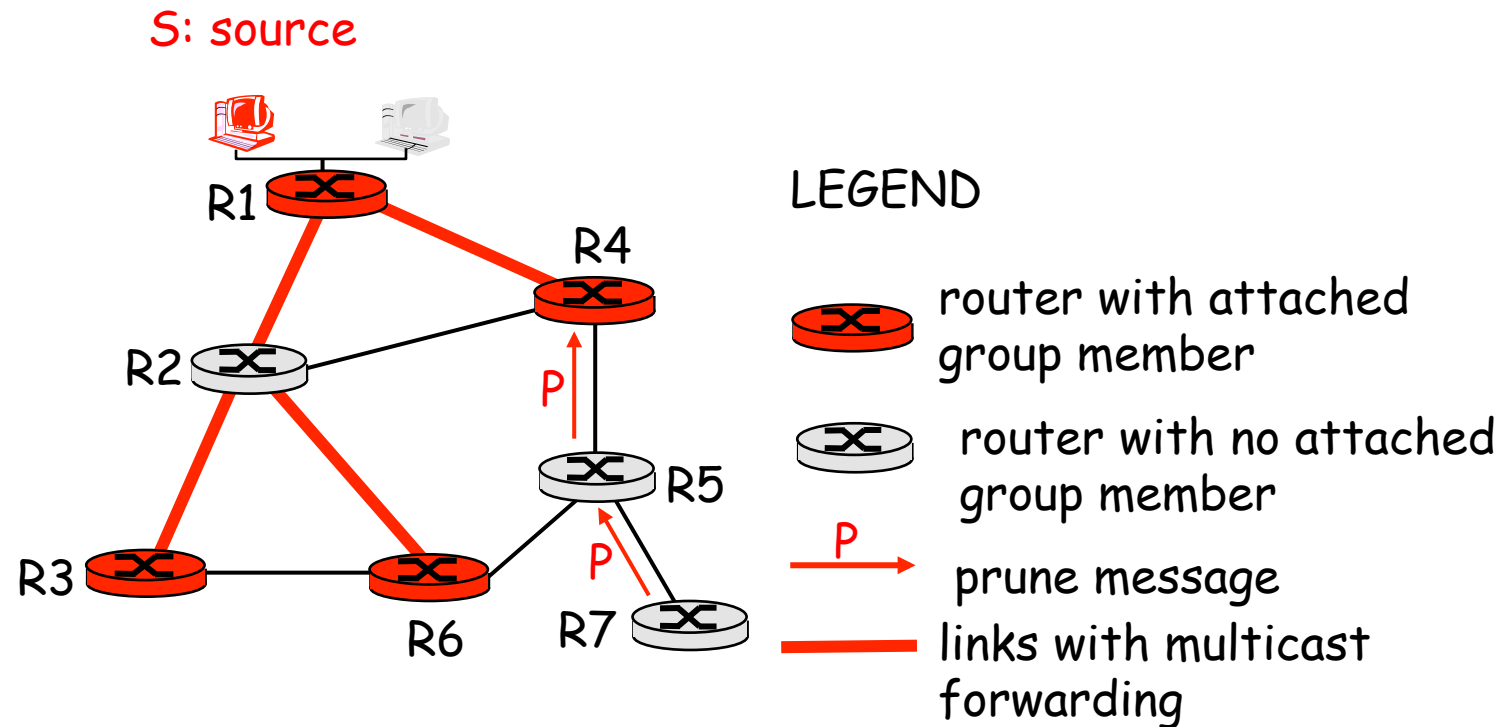 S: source
R1
LEGEND
R4
router with attached
group member
R2
P
router with no attached
group member
R5
P
P
prune message
R3
R6
R7
links with multicast
forwarding